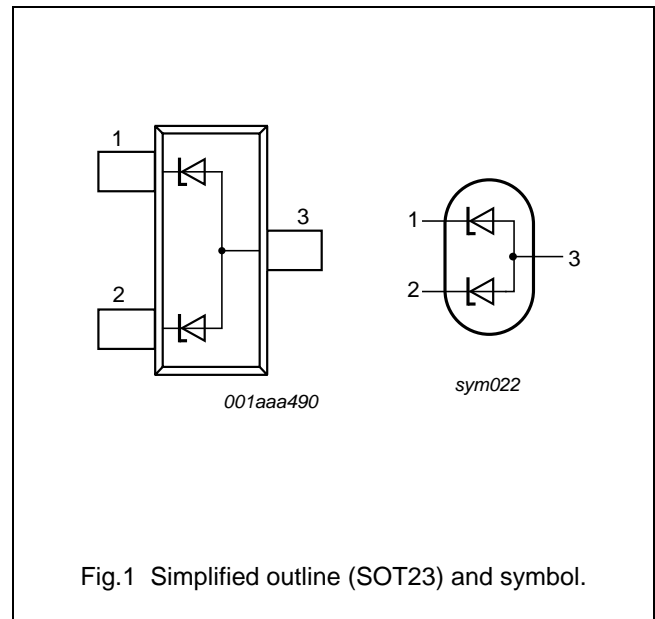 1
2
3
001aaa490
1
2
3
sym022
Fig.1 Simplified outline (SOT23) and symbol.